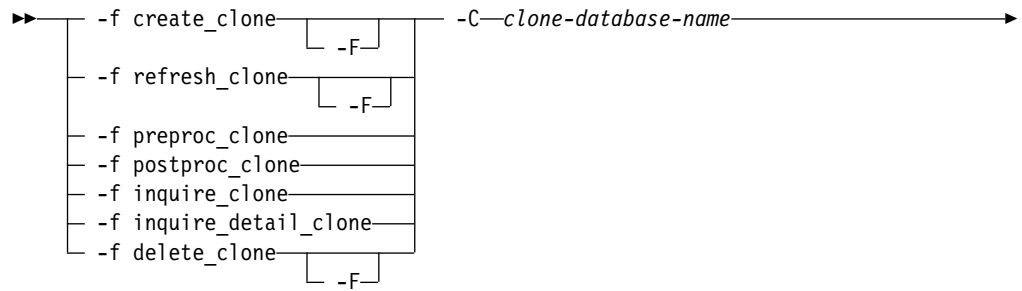 -f create_clone -C clone-database-name
-F
-f refresh_clone
-F
-f preproc_clone
-f postproc_clone
-f inquire_clone
-f inquire_detail_clone
-f delete_clone
-F